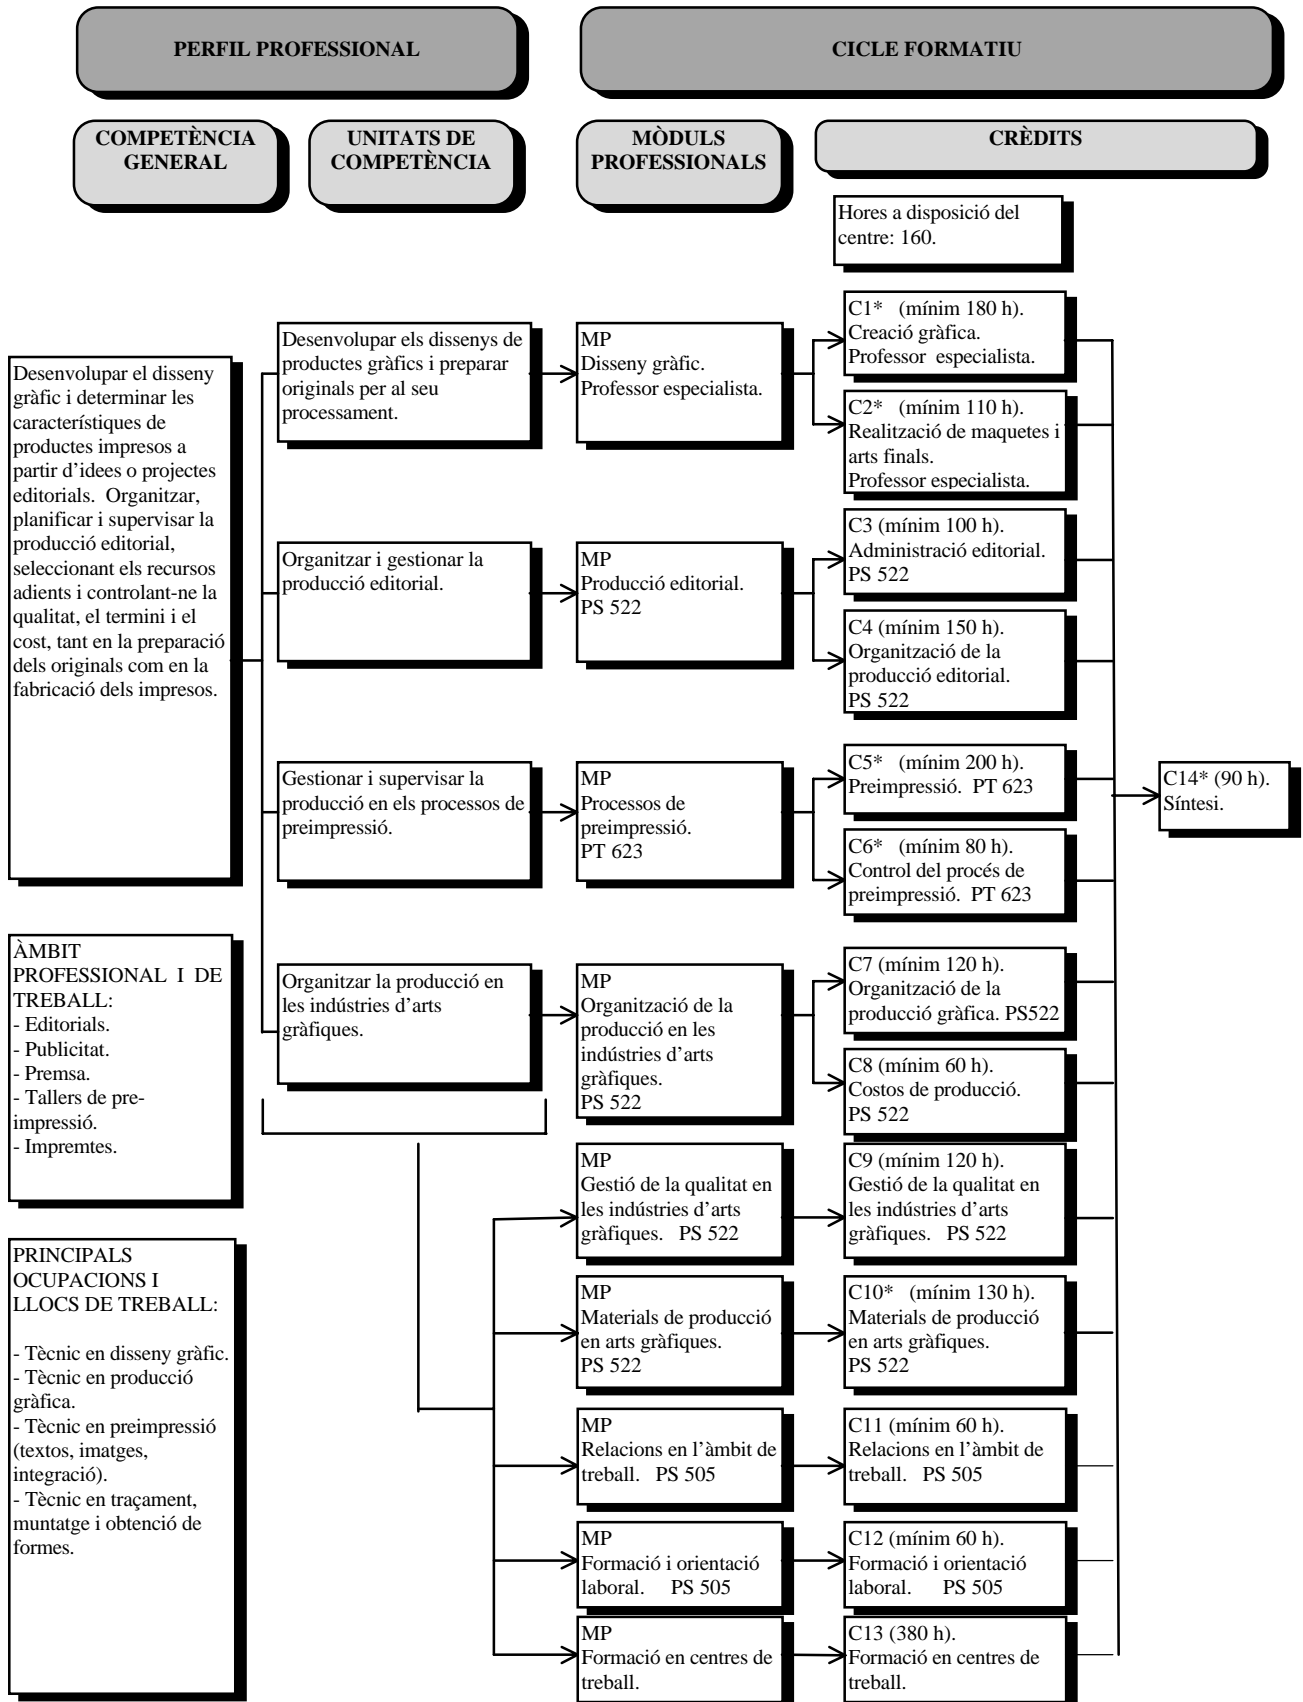 PERFIL PROFESSIONAL
CICLE FORMATIU
COMPETÈNCIA
GENERAL
UNITATS DE
COMPETÈNCIA
MÒDULS
PROFESSIONALS
CRÈDITS
Hores a disposició del
centre: 160.
Desenvolupar el disseny
gràfic i determinar les
característiques de
productes impresos a
partir d’idees o projectes
editorials.  Organitzar,
planificar i supervisar la
producció editorial,
seleccionant els recursos
adients i controlant-ne la
qualitat, el termini i el
cost, tant en la preparació
dels originals com en la
fabricació dels impresos.
ÀMBIT
PROFESSIONAL  I  DE
TREBALL:
- Editorials.
- Publicitat.
- Premsa.
- Tallers de pre-
impressió.
- Impremtes.
PRINCIPALS
OCUPACIONS I
LLOCS DE TREBALL:
- Tècnic en disseny gràfic.
- Tècnic en producció
gràfica.
- Tècnic en preimpressió
(textos, imatges,
integració).
- Tècnic en traçament,
muntatge i obtenció de
formes.
Desenvolupar els dissenys de
productes gràfics i preparar
originals per al seu
processament.
Organitzar i gestionar la
producció editorial.
Gestionar i supervisar la
producció en els processos de
preimpressió.
Organitzar la producció en
les indústries d’arts
gràfiques.
MP
Disseny gràfic.
Professor especialista.
MP
Producció editorial.
PS 522
MP
Processos de
preimpressió.
PT 623
MP
Organització de la
producció en les
indústries d’arts
gràfiques.
PS 522
MP
Gestió de la qualitat en
les indústries d’arts
gràfiques.   PS 522
MP
Materials de producció
en arts gràfiques.
PS 522
MP
Relacions en l’àmbit de
treball.   PS 505
MP
Formació i orientació
laboral.     PS 505
MP
Formació en centres de
treball.
C1*   (mínim 180 h).
Creació gràfica.
Professor  especialista.
C2*   (mínim 110 h).
Realització de maquetes i
arts finals.
Professor especialista.
C3 (mínim 100 h).
Administració editorial.
PS 522
C4 (mínim 150 h).
Organització de la
producció editorial.
PS 522
C5*   (mínim 200 h).
Preimpressió.  PT 623
C6*   (mínim 80 h).
Control del procés de
preimpressió.  PT 623
C7 (mínim 120 h).
Organització de la
producció gràfica. PS522
C8 (mínim 60 h).
Costos de producció.
PS 522
C9 (mínim 120 h).
Gestió de la qualitat en
les indústries d’arts
gràfiques.   PS 522
C10*   (mínim 130 h).
Materials de producció
en arts gràfiques.
PS 522
C11 (mínim 60 h).
Relacions en l’àmbit de
treball.   PS 505
C12 (mínim 60 h).
Formació i orientació
laboral.      PS 505
C13 (380 h).
Formació en centres de
treball.
C14* (90 h).
Síntesi.